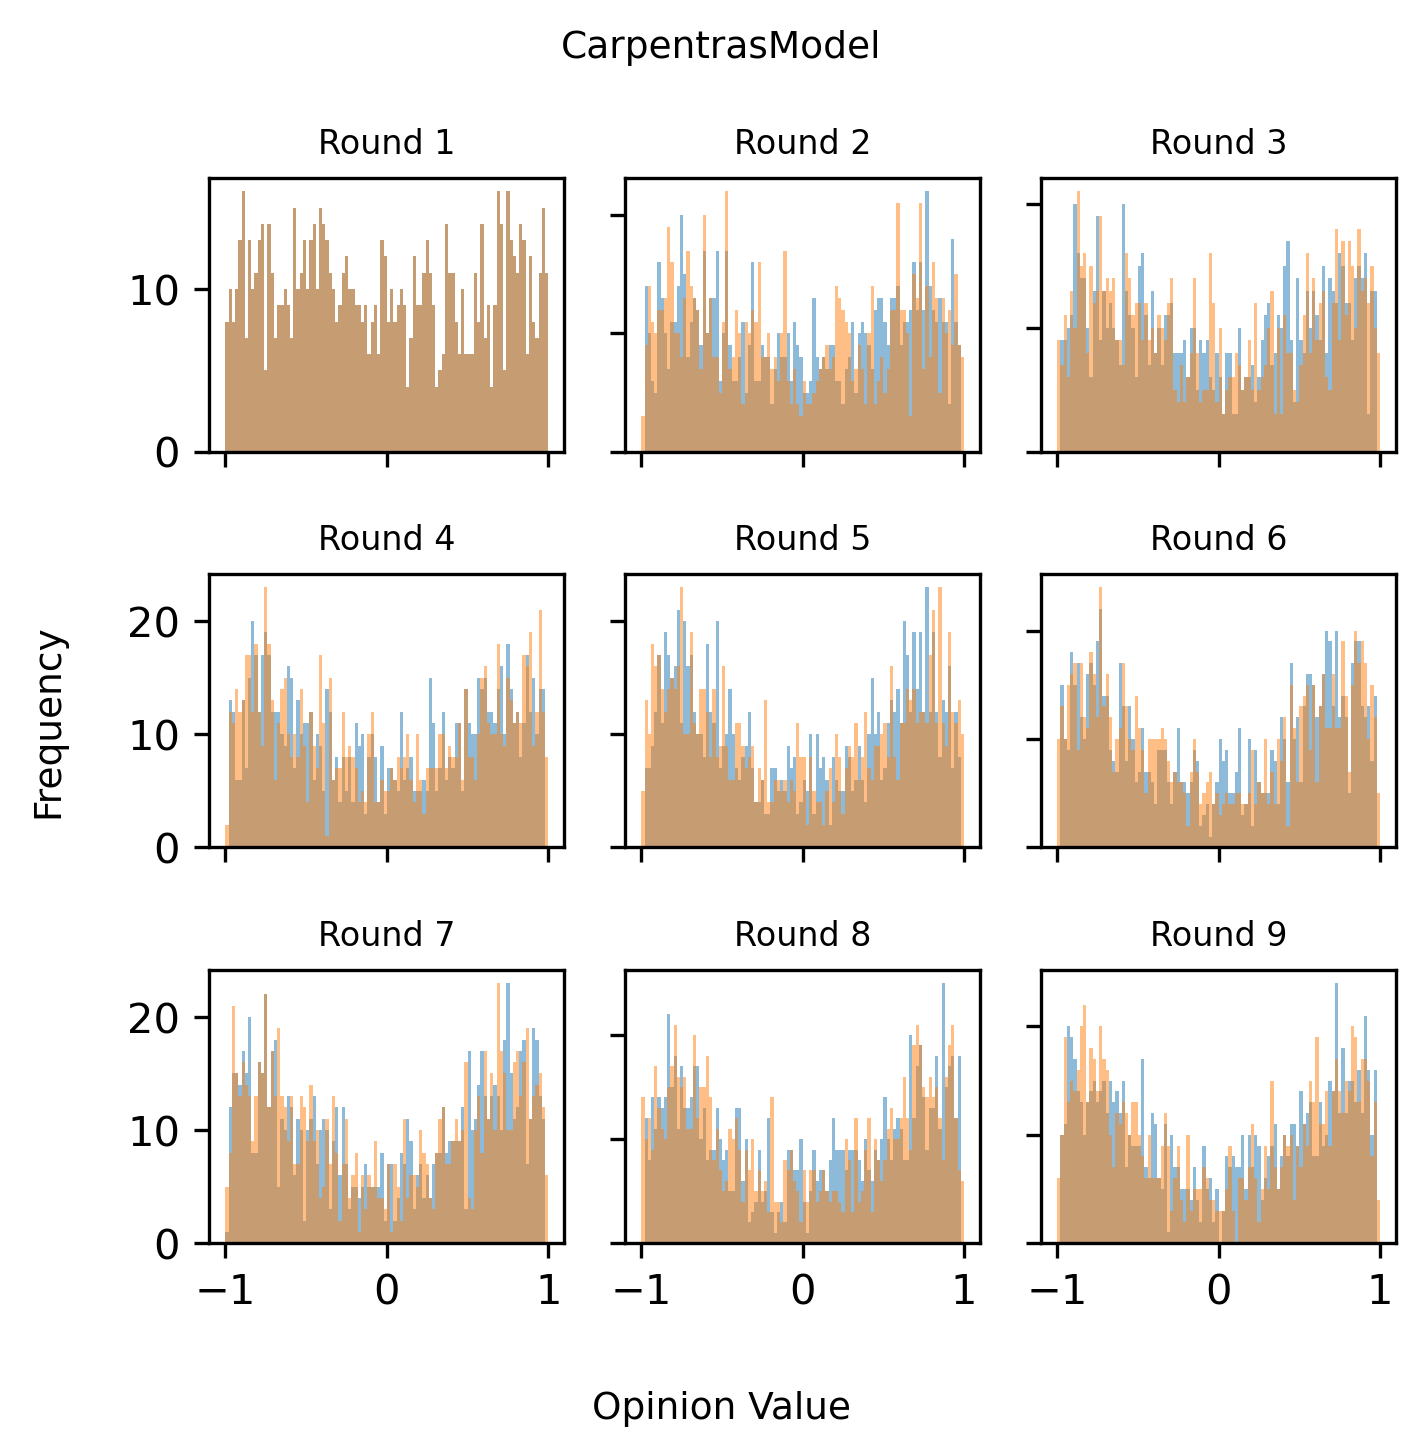 CarpentrasModel
Round 1
Round 2
Round 3
10
0
Round 4
Round 5
Round 6
20
10
0
Frequency
Round 7
Round 8
Round 9
20
10
0
−1 0 1
−1 0 1
−1 0 1
Opinion Value